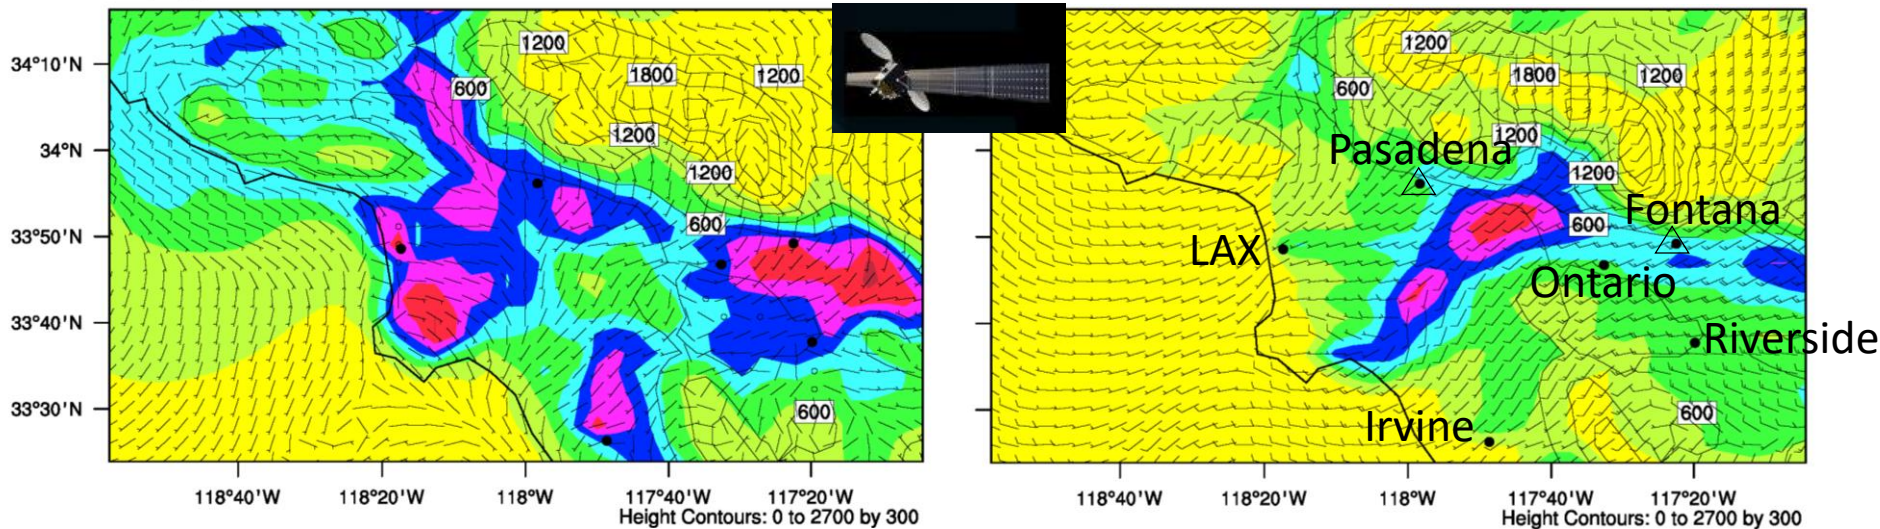 34°10'N
34°N
33°50'N
33°40'N
33°30'N
1200
600
1800
1200
1200
1200
600
600
118°40'W
118°20'W
118°W
117°40'W
117°20'W
Height Contours: 0 to 2700 by 300
1200
600
1800
1200
1200
Pasadena
1200
600
Fontana
LAX
Ontario
Riverside
Irvine
600
118°40'W
118°20'W
118°W
117°40'W
117°20'W
Height Contours: 0 to 2700 by 300